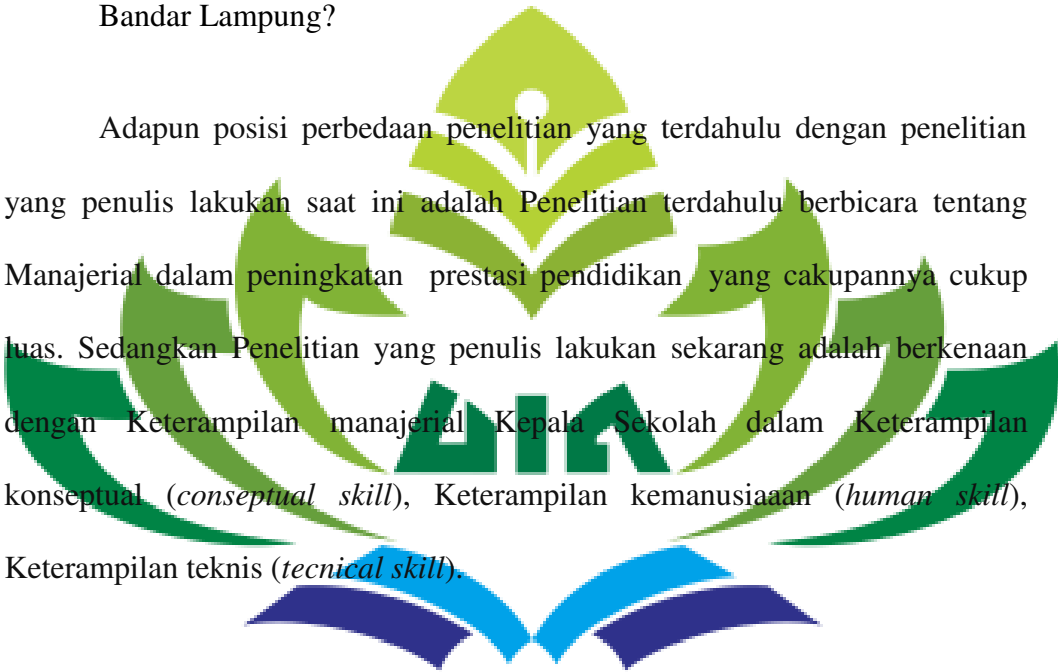 Bandar Lampung?
Adapun posisi perbedaan penelitian yang terdahulu dengan penelitian
yang penulis lakukan saat ini adalah Penelitian terdahulu berbicara tentang
Manajerial dalam peningkatan prestasi pendidikan yang cakupannya cukup
luas. Sedangkan Penelitian yang penulis lakukan sekarang adalah berkenaan
dengan Keterampilan manajerial Kepala Sekolah dalam Keterampilan
konseptual (conseptual skill), Keterampilan kemanusiaaan (human skill),
Keterampilan teknis (tecnical skill).